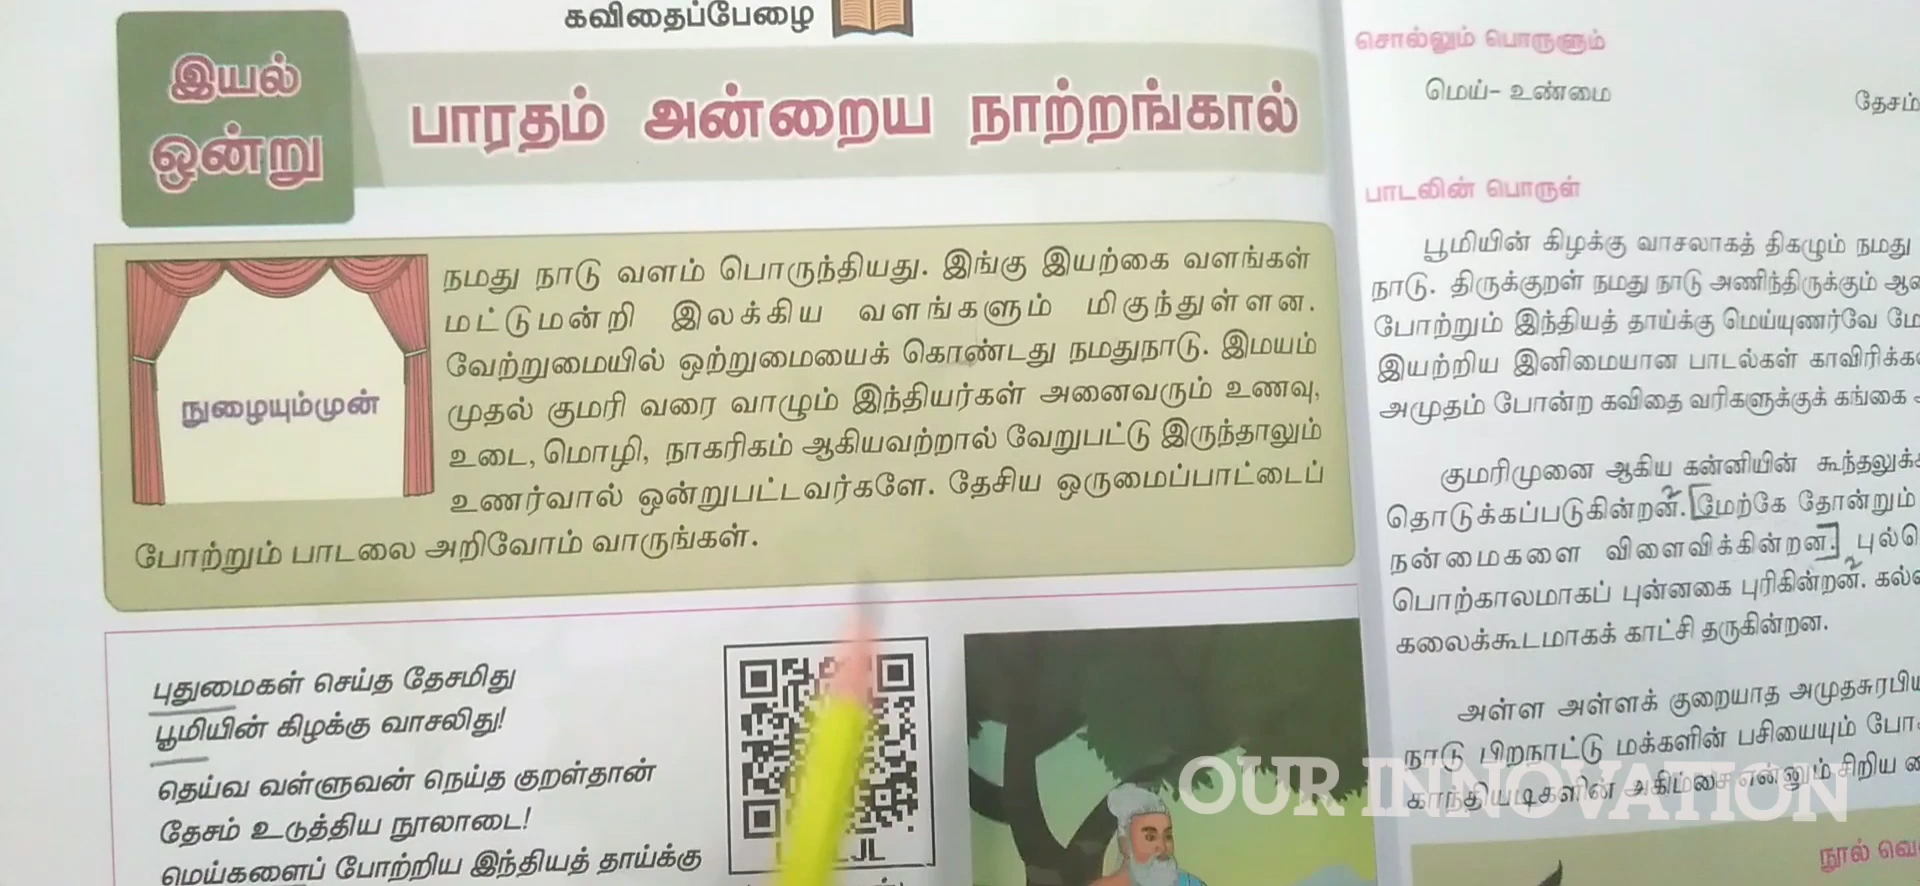 கவிதைப்பேழை
இயல்
ஒன்று
பாரதம் அன்றைய நாற்றங்கால்
நுழையும்முன்
நமது நாடு வளம் பொருந்தியது. இங்கு இயற்கை வளங்கள்
மட்டுமன்றி இலக்கிய வளங்களும் மிகுந்துள்ளன.
வேற்றுமையில் ஒற்றுமையைக் கொண்டது நமதுநாடு. இமயம்
முதல் குமரி வரை வாழும் இந்தியர்கள் அனைவரும் உணவு,
உடை, மொழி, நாகரிகம் ஆகியவற்றால் வேறுபட்டு இருந்தாலும்
உணர்வால் ஒன்றுபட்டவர்களே. தேசிய ஒருமைப்பாட்டைப்
போற்றும் பாடலை அறிவோம் வாருங்கள்.
புதுமைகள் செய்த தேசமிது
பூமியின் கிழக்கு வாசலிது!
தெய்வ வள்ளுவன் நெய்த குறள்தான்
தேசம் உடுத்திய நூலாடை!
மெய்களைப் போற்றிய இந்தியத் தாய்க்கு
சொல்லும் பொருளும்
மெய்- உண்மை தேசம்
பாடலின் பொருள்
பூமியின் கிழக்கு வாசலாகத் திகழும் நமது
நாடு. திருக்குறள் நமது நாடு அணிந்திருக்கும்
போற்றும் இந்தியத் தாய்க்கு மெய்யுணர்வே
இயற்றிய இனிமையான பாடல்கள்
அமுதம் போன்ற கவிதை வரிகளுக்குக் கங்கை
குமரிமுனை ஆகிய கன்னியின்
தொடுக்கப்படுகின்றன. மேற்கே தோன்றும்
நன்மைகளை விளைவிக்கின்றன.
பொற்காலமாகப் புன்னகை புரிகின்றன.
கலைக்கூடமாகக் காட்சி தருகின்றன.
அள்ள அள்ளக் குறையாத
நாடு பிறநாட்டு மக்களின் பசியையும்
காந்தியடிகளின் அகிம்சை என்னும் சிறிய
நூல்
OUR INNOVATION